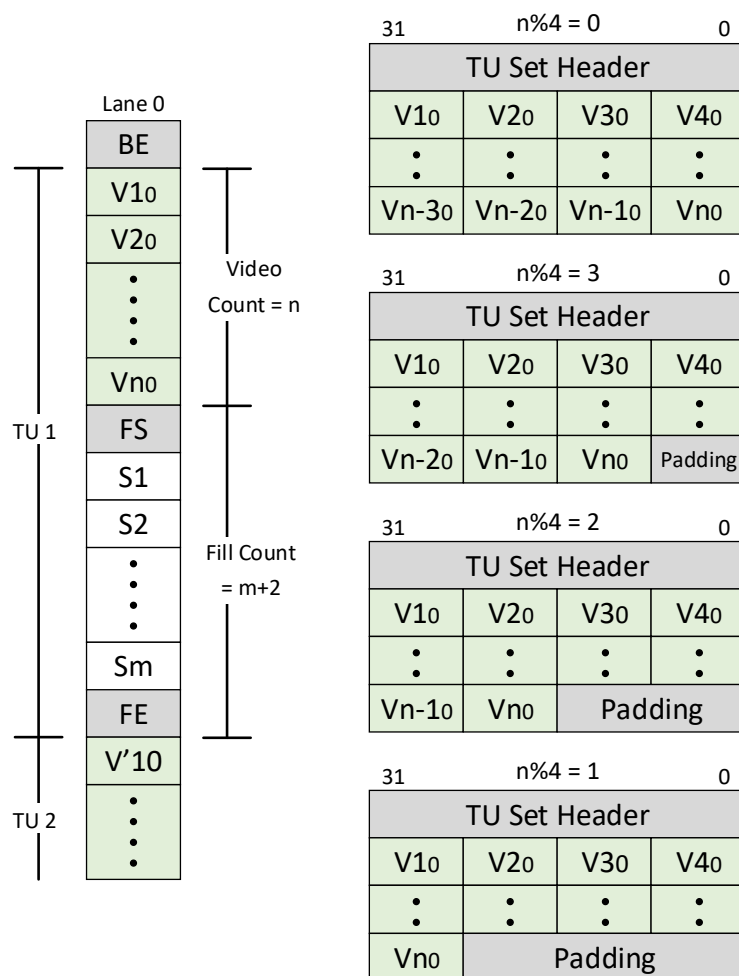 Lane 0
BE
V10
V20
Vn0
FS
S1
S2
Sm
FE
V'10
TU 1
TU 2
Video
Count = n
Fill Count
= m+2
31 n%4 = 0 0
TU Set Header
V10 V20 V30 V40
Vn-30 Vn-20 Vn-10 Vn0
31 n%4 = 3 0
TU Set Header
V10 V20 V30 V40
Vn-20 Vn-10 Vn0 Padding
31 n%4 = 2 0
TU Set Header
V10 V20 V30 V40
Vn-10 Vn0 Padding
31 n%4 = 1 0
TU Set Header
V10 V20 V30 V40
Vn0 Padding